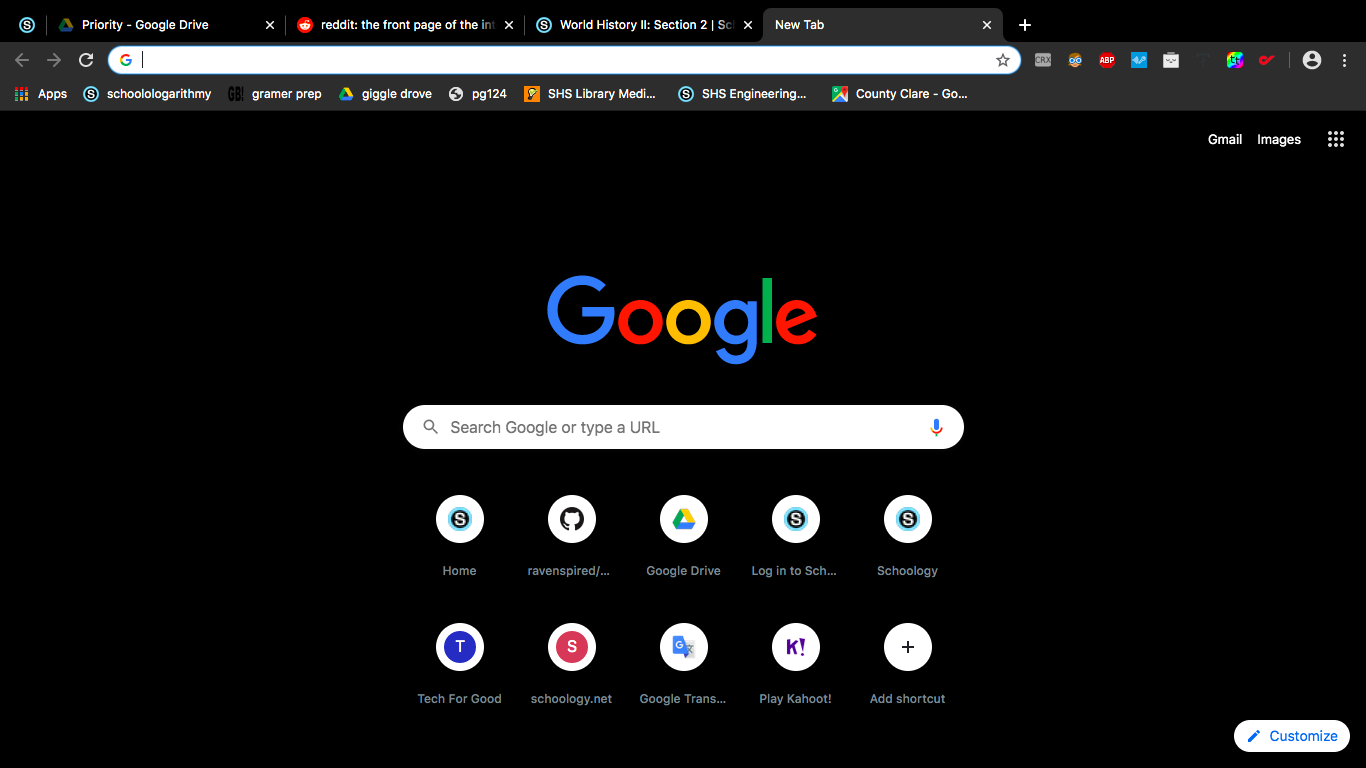 Priority - Google Drive
reddit: the front page of the int
World History II: Section 2 | Sc
New Tab
CRX
ABP
Apps
schoolologarithmy
GB!
gramer prep
giggle drove
pg124
SHS Library Medi...
SHS Engineering...
County Clare - Go...
Gmail
Images
Google
Search Google or type a URL
Home
ravenspired/...
Google Drive
Log in to Sch...
Schoology
T
S
K!
Tech For Good
schoology.net
Google Trans...
Play Kahoot!
Add shortcut
Customize